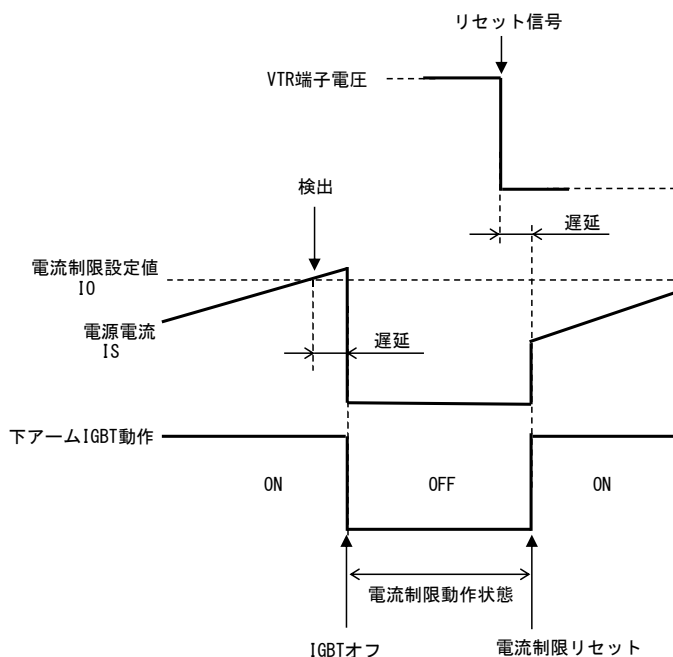 リセット信号
VTR端子電圧
検出
遅延
電流制限設定値
IO
電源電流
IS
遅延
下アームIGBT動作
ON
OFF
ON
電流制限動作状態
IGBTオフ
電流制限リセット